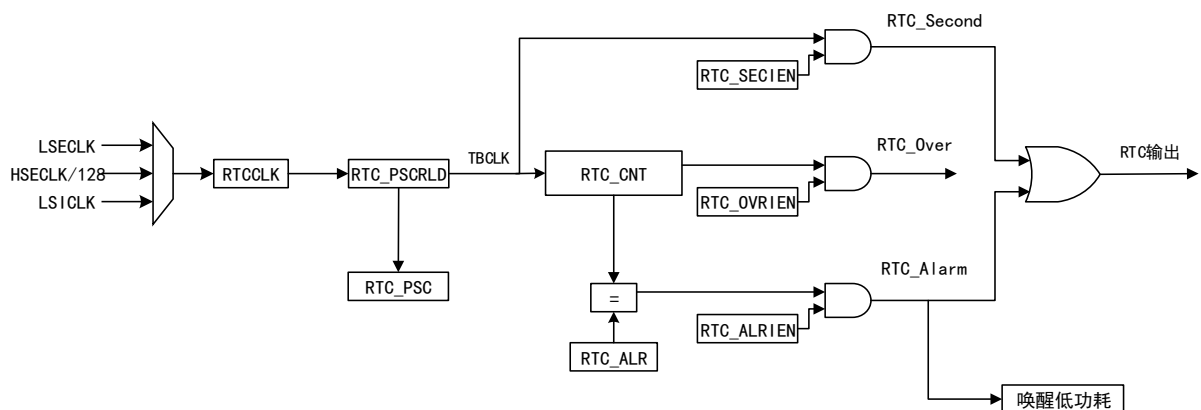 RTC_Second
RTC_SECIEN
LSECLK
HSECLK/128
LSICLK
RTCCLK
RTC_PSCRLD
TBCLK
RTC_CNT
RTC_Over
RTC_OVRIEN
RTC输出
RTC_PSC
=
RTC_Alarm
RTC_ALRIEN
RTC_ALR
唤醒低功耗